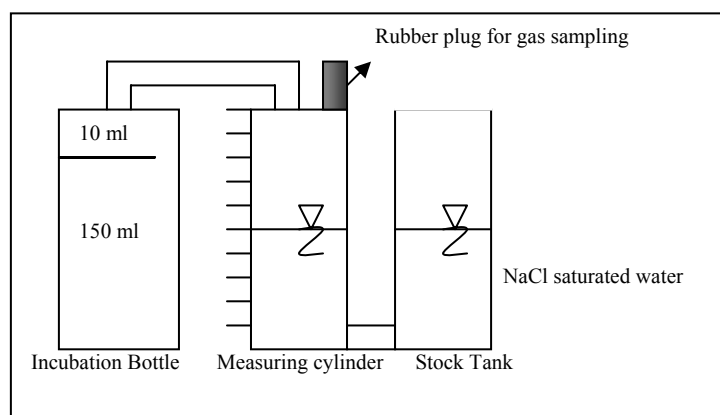 Rubber plug for gas sampling
10 ml
150 ml
NaCl saturated water
Incubation Bottle
Measuring cylinder
Stock Tank